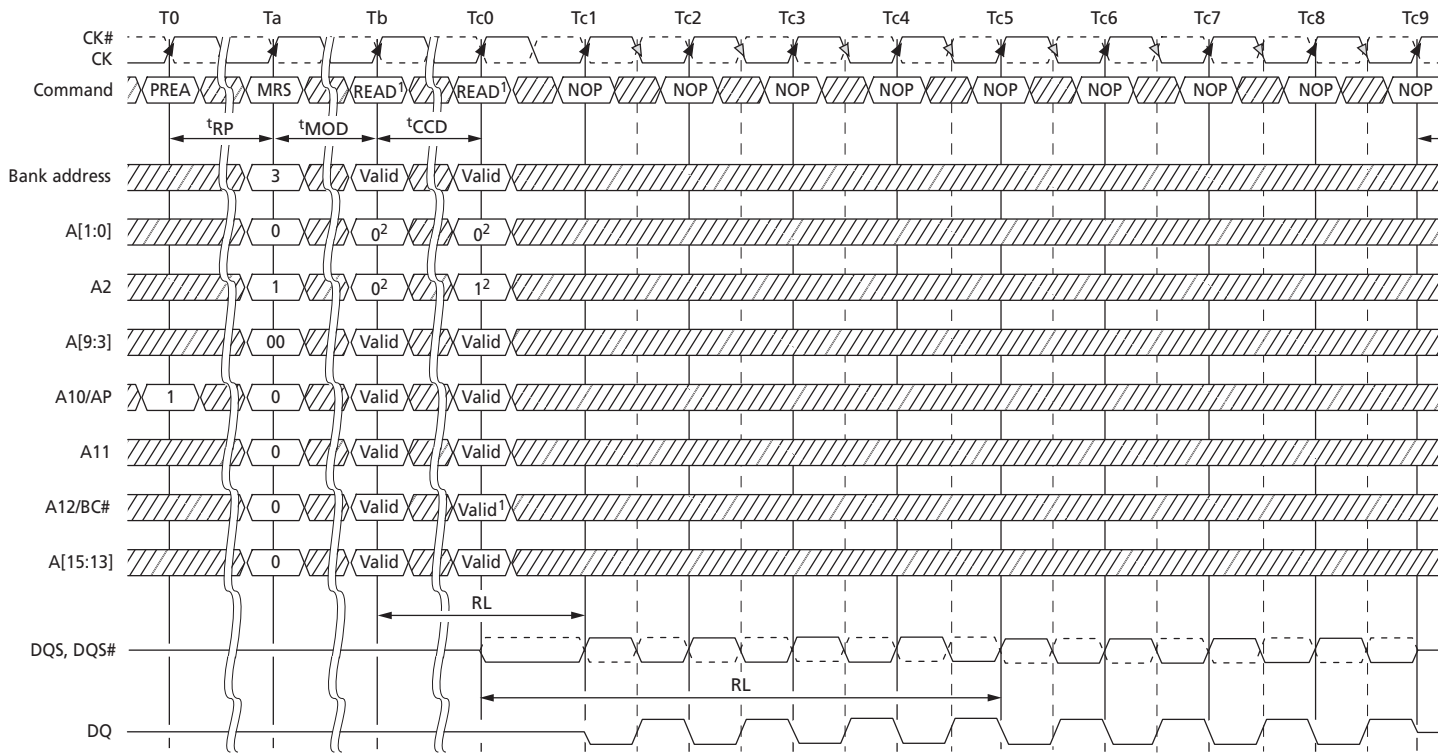 T0 Ta Tb Tc0 Tc1 Tc2 Tc3 Tc4 Tc5 Tc6 Tc7 Tc8 Tc9
CK#
CK
Command PREA MRS READ¹ READ¹ NOP NOP NOP NOP NOP NOP NOP NOP NOP
ᵗRP ᵗMOD ᵗCCD
Bank address 3 Valid Valid
A[1:0] 0 0² 0²
A2 1 0² 1²
A[9:3] 00 Valid Valid
A10/AP 1 0 Valid Valid
A11 0 Valid Valid
A12/BC# 0 Valid Valid¹
A[15:13] 0 Valid Valid
RL
DQS, DQS#
RL
DQ